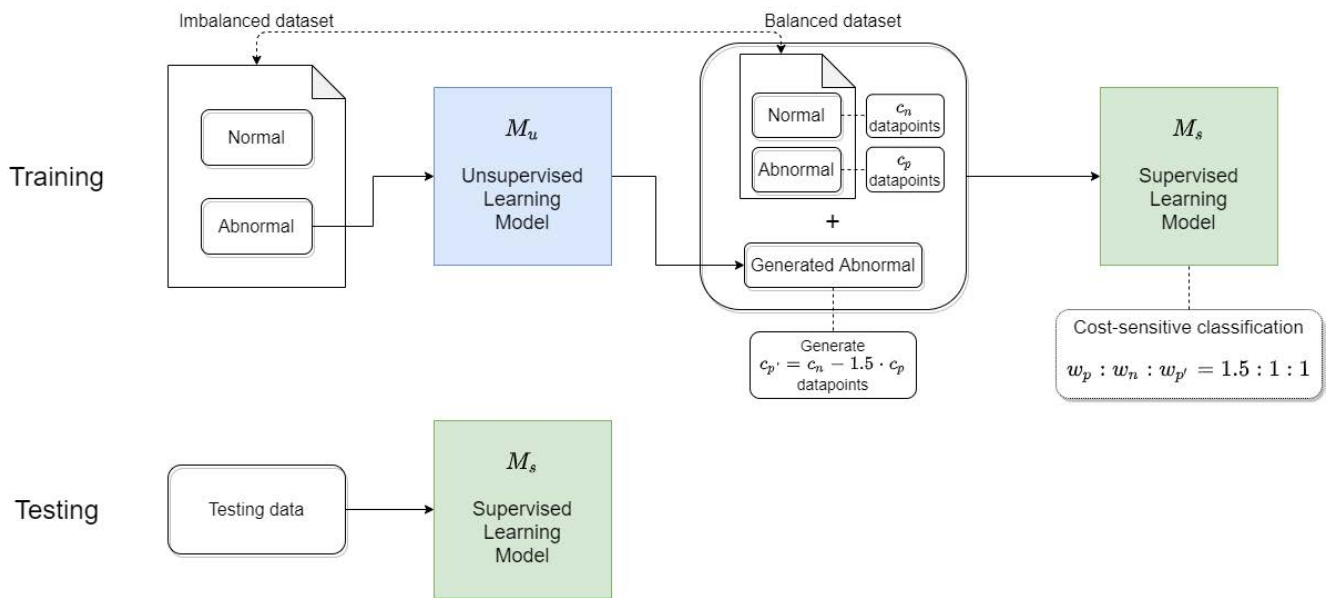 Imbalanced dataset
Balanced dataset
Training
Normal
Abnormal
M_u
Unsupervised
Learning
Model
Normal
c_n
datapoints
Abnormal
c_p
datapoints
+
Generated Abnormal
Generate
c_{p'} = c_n − 1.5 · c_p
datapoints
M_s
Supervised
Learning
Model
Cost-sensitive classification
w_p : w_n : w_{p'} = 1.5 : 1 : 1
Testing
Testing data
M_s
Supervised
Learning
Model